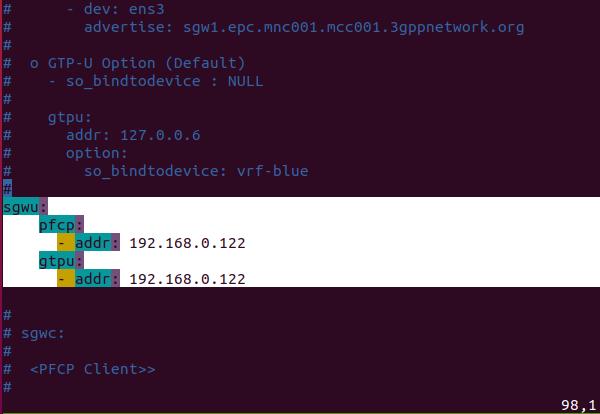 #      - dev: ens3
#        advertise: sgw1.epc.mnc001.mcc001.3gppnetwork.org
#
#  o GTP-U Option (Default)
#    - so_bindtodevice : NULL
#
#    gtpu:
#      addr: 127.0.0.6
#      option:
#        so_bindtodevice: vrf-blue
#
sgwu:
    pfcp:
      - addr: 192.168.0.122
    gtpu:
      - addr: 192.168.0.122
#
# sgwc:
#
#  <PFCP Client>>
#
98,1